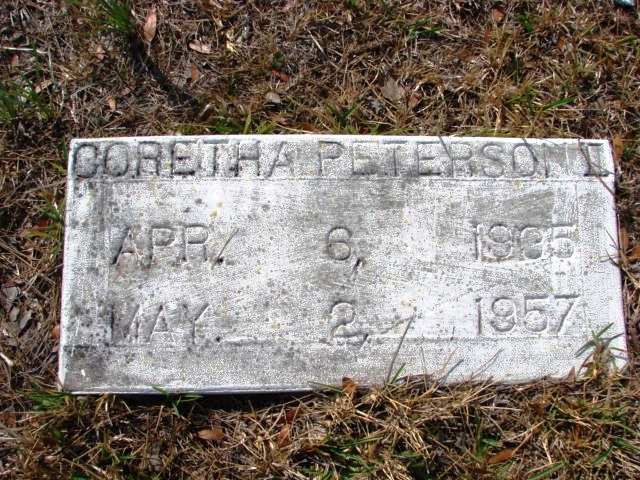 CORETHA PETERSON L
APR. 6, 1935
MAY. 2, 1957